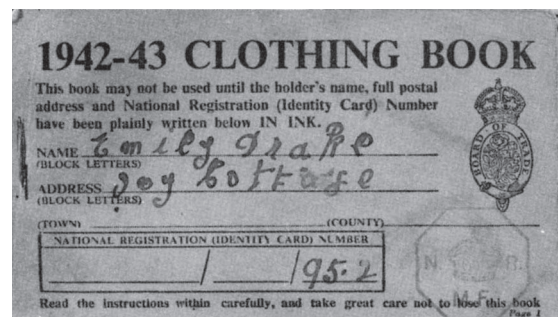 1942-43 CLOTHING BOOK
This book may not be used until the holder's name, full postal
address and National Registration (Identity Card) Number
have been plainly written below IN INK.
NAME Emily Drake
(BLOCK LETTERS)
ADDRESS Joy Cottage
(BLOCK LETTERS)
(TOWN) (COUNTY)
NATIONAL REGISTRATION (IDENTITY CARD) NUMBER
/ / 95.2
BOARD OF TRADE
N. R.
M.F.
Read the instructions within carefully, and take great care not to lose this book
Page 1